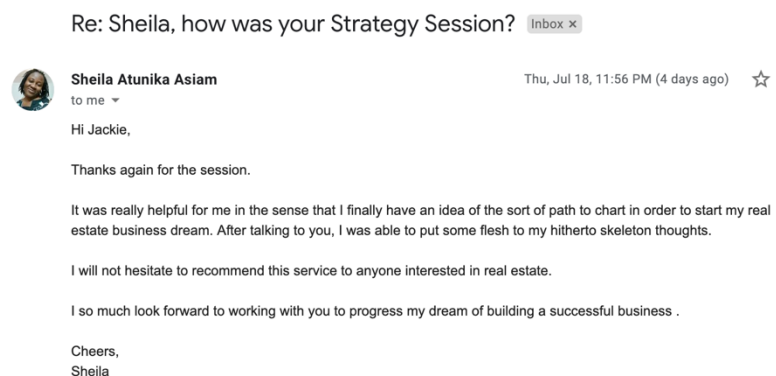 Re: Sheila, how was your Strategy Session? Inbox ×
Sheila Atunika Asiam Thu, Jul 18, 11:56 PM (4 days ago)
to me
Hi Jackie,
Thanks again for the session.
It was really helpful for me in the sense that I finally have an idea of the sort of path to chart in order to start my real
estate business dream. After talking to you, I was able to put some flesh to my hitherto skeleton thoughts.
I will not hesitate to recommend this service to anyone interested in real estate.
I so much look forward to working with you to progress my dream of building a successful business .
Cheers,
Sheila